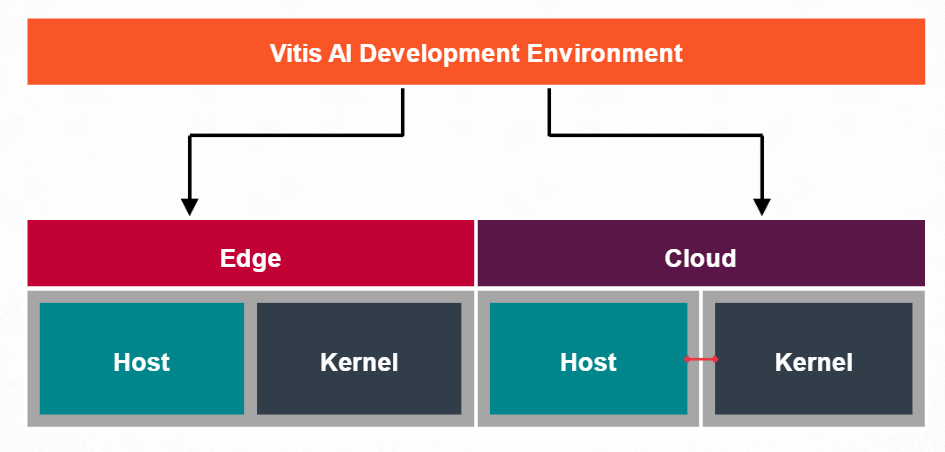 Vitis AI Development Environment
Edge
Cloud
Host
Kernel
Host
Kernel